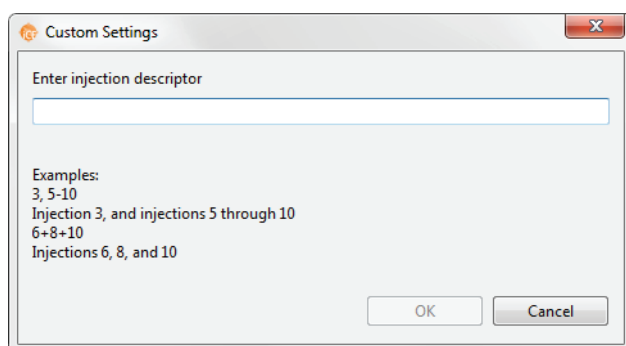 Custom Settings
Enter injection descriptor
Examples:
3, 5-10
Injection 3, and injections 5 through 10
6+8+10
Injections 6, 8, and 10
OK
Cancel